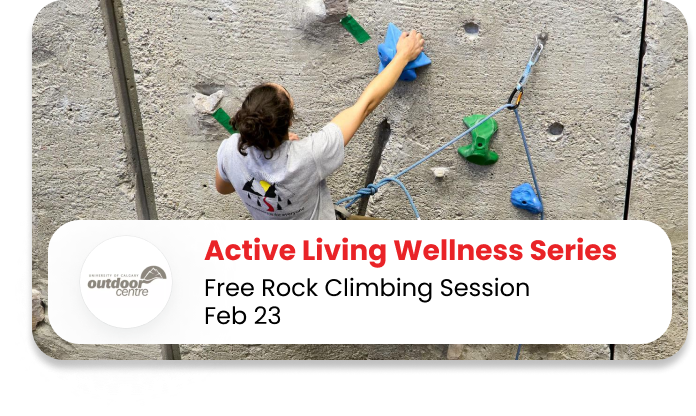 Active Living Wellness Series
UNIVERSITY OF CALGARY
outdoor
centre
Free Rock Climbing Session
Feb 23